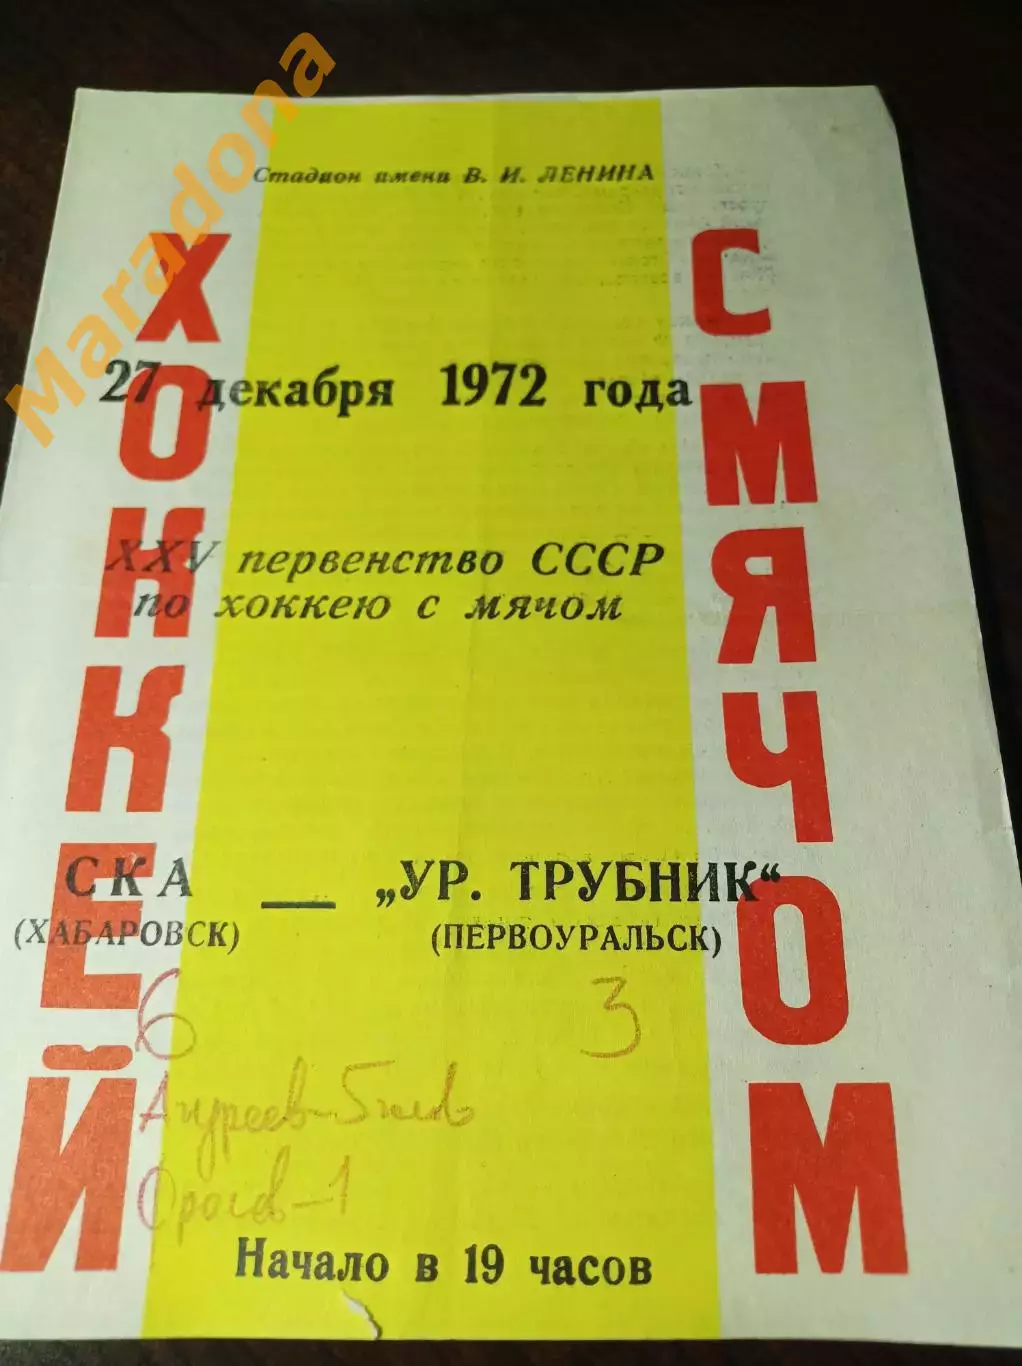 Maradona
Стадион имени В. И. ЛЕНИНА
ХОККЕЙ
С МЯЧОМ
27 декабря 1972 года
XXV первенство СССР
по хоккею с мячом
СКА — „УР. ТРУБНИК“
(ХАБАРОВСК) (ПЕРВОУРАЛЬСК)
6 3
Андреев-5
-1
Начало в 19 часов